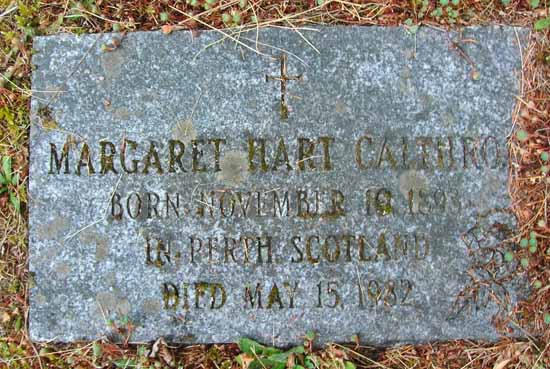 MARGARET HART CALTHRO
BORN NOVEMBER 19 1893
IN PERTH SCOTLAND
DIED MAY 15, 1982